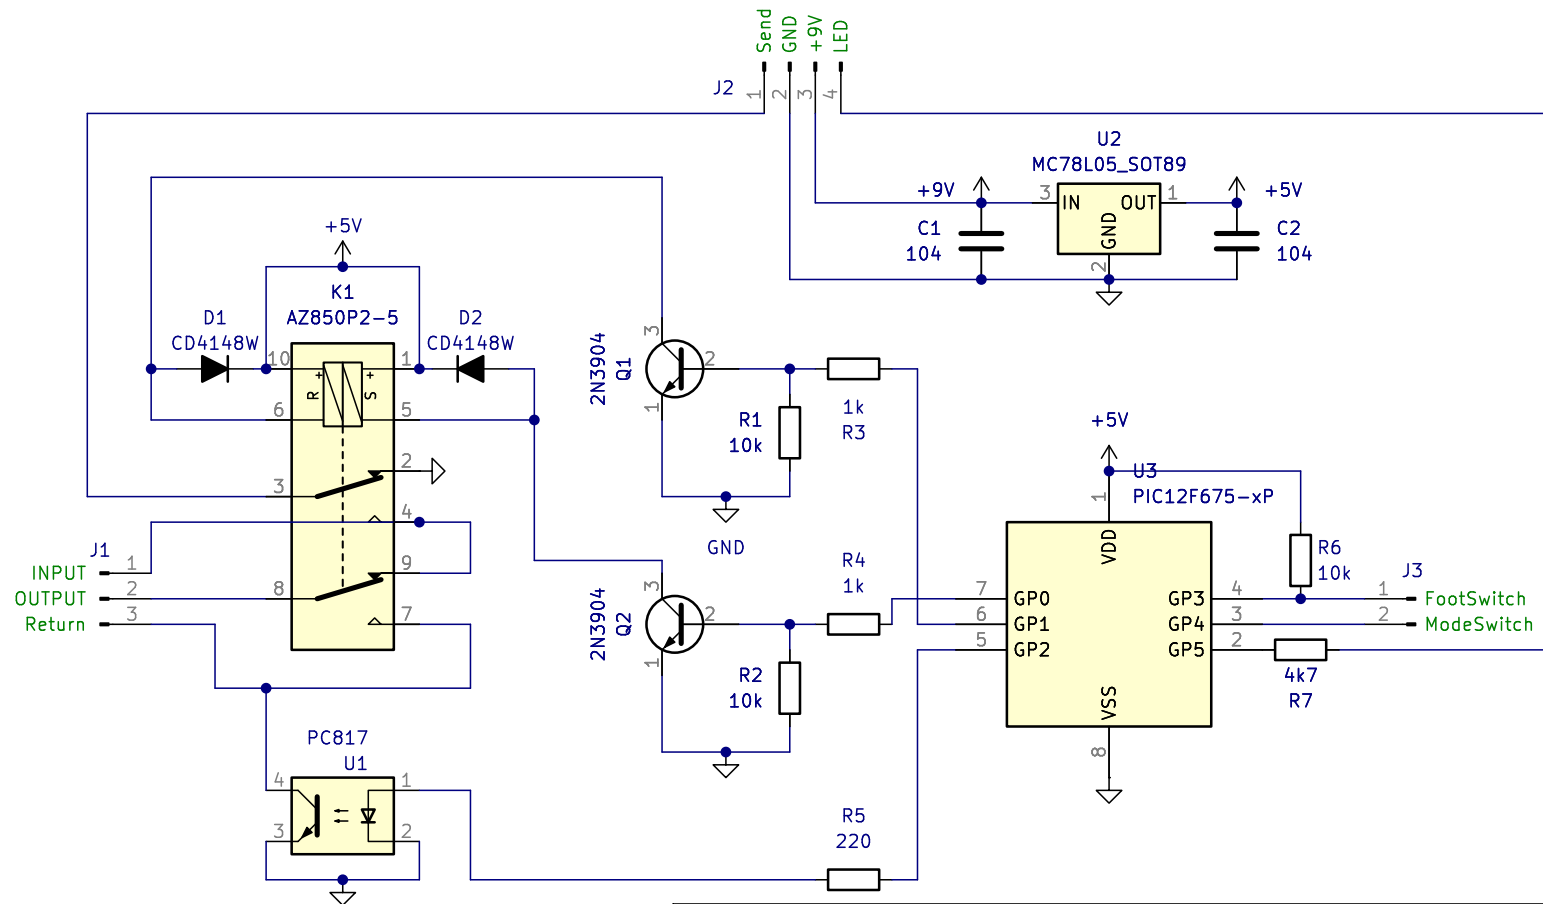 Send
GND
+9V
LED
J2
1
2
3
4
U2
MC78L05_SOT89
+9V
3
IN
OUT
1
+5V
C1
104
GND
2
C2
104
+5V
K1
AZ850P2-5
D1
CD4148W
D2
CD4148W
10
1
+
+
R
S
6
5
2
3
4
9
8
7
J1
INPUT
1
OUTPUT
2
Return
3
2N3904
Q1
3
2
1
1k
R3
R1
10k
GND
R4
1k
2N3904
Q2
3
2
1
R2
10k
+5V
U3
PIC12F675-xP
1
VDD
7
GP0
6
GP1
5
GP2
GP3
4
GP4
3
GP5
2
VSS
8
R6
10k
J3
1
FootSwitch
2
ModeSwitch
4k7
R7
PC817
U1
4
1
3
2
R5
220